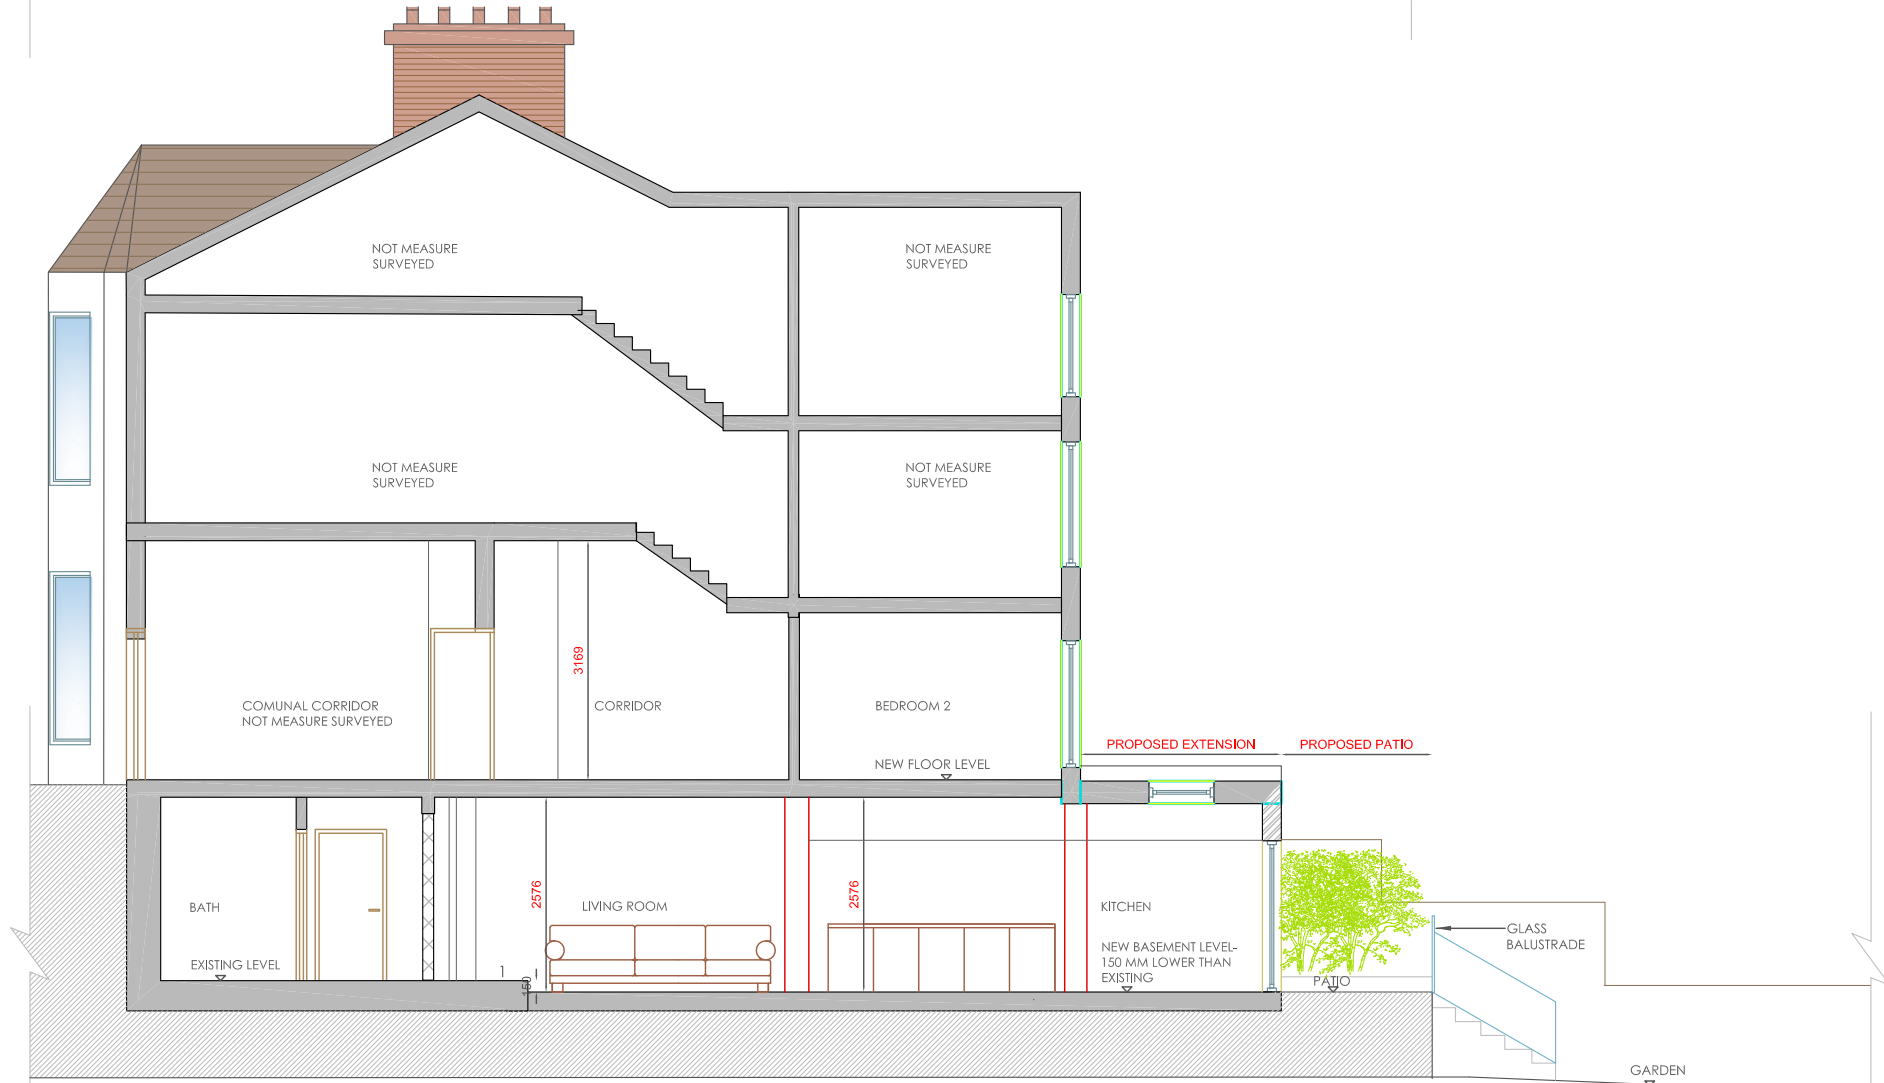 NOT MEASURE
SURVEYED
NOT MEASURE
SURVEYED
NOT MEASURE
SURVEYED
NOT MEASURE
SURVEYED
3169
COMUNAL CORRIDOR
NOT MEASURE SURVEYED
CORRIDOR
BEDROOM 2
NEW FLOOR LEVEL
PROPOSED EXTENSION
PROPOSED PATIO
BATH
2576
LIVING ROOM
2576
KITCHEN
GLASS
BALUSTRADE
NEW BASEMENT LEVEL-
150 MM LOWER THAN
EXISTING
EXISTING LEVEL
1
150
PATIO
GARDEN